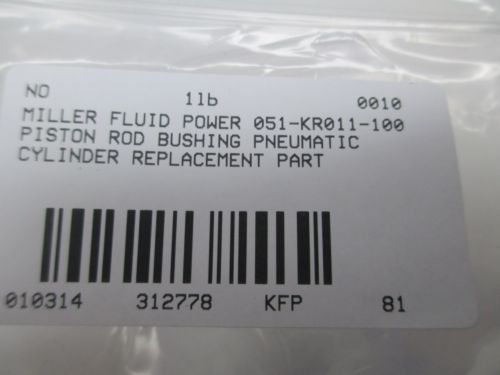 NO 1lb 0010
MILLER FLUID POWER 051-KR011-100
PISTON ROD BUSHING PNEUMATIC
CYLINDER REPLACEMENT PART
010314 312778 KFP 81